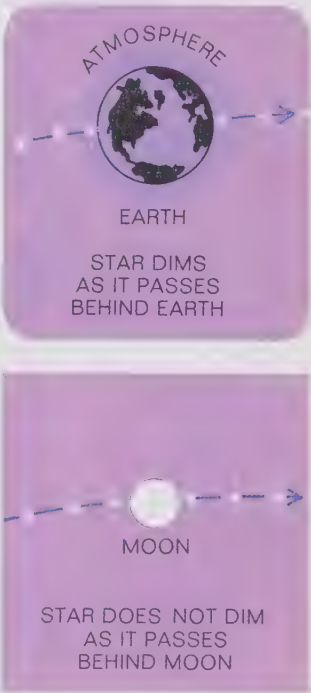 ATMOSPHERE
EARTH
STAR DIMS
AS IT PASSES
BEHIND EARTH
MOON
STAR DOES NOT DIM
AS IT PASSES
BEHIND MOON